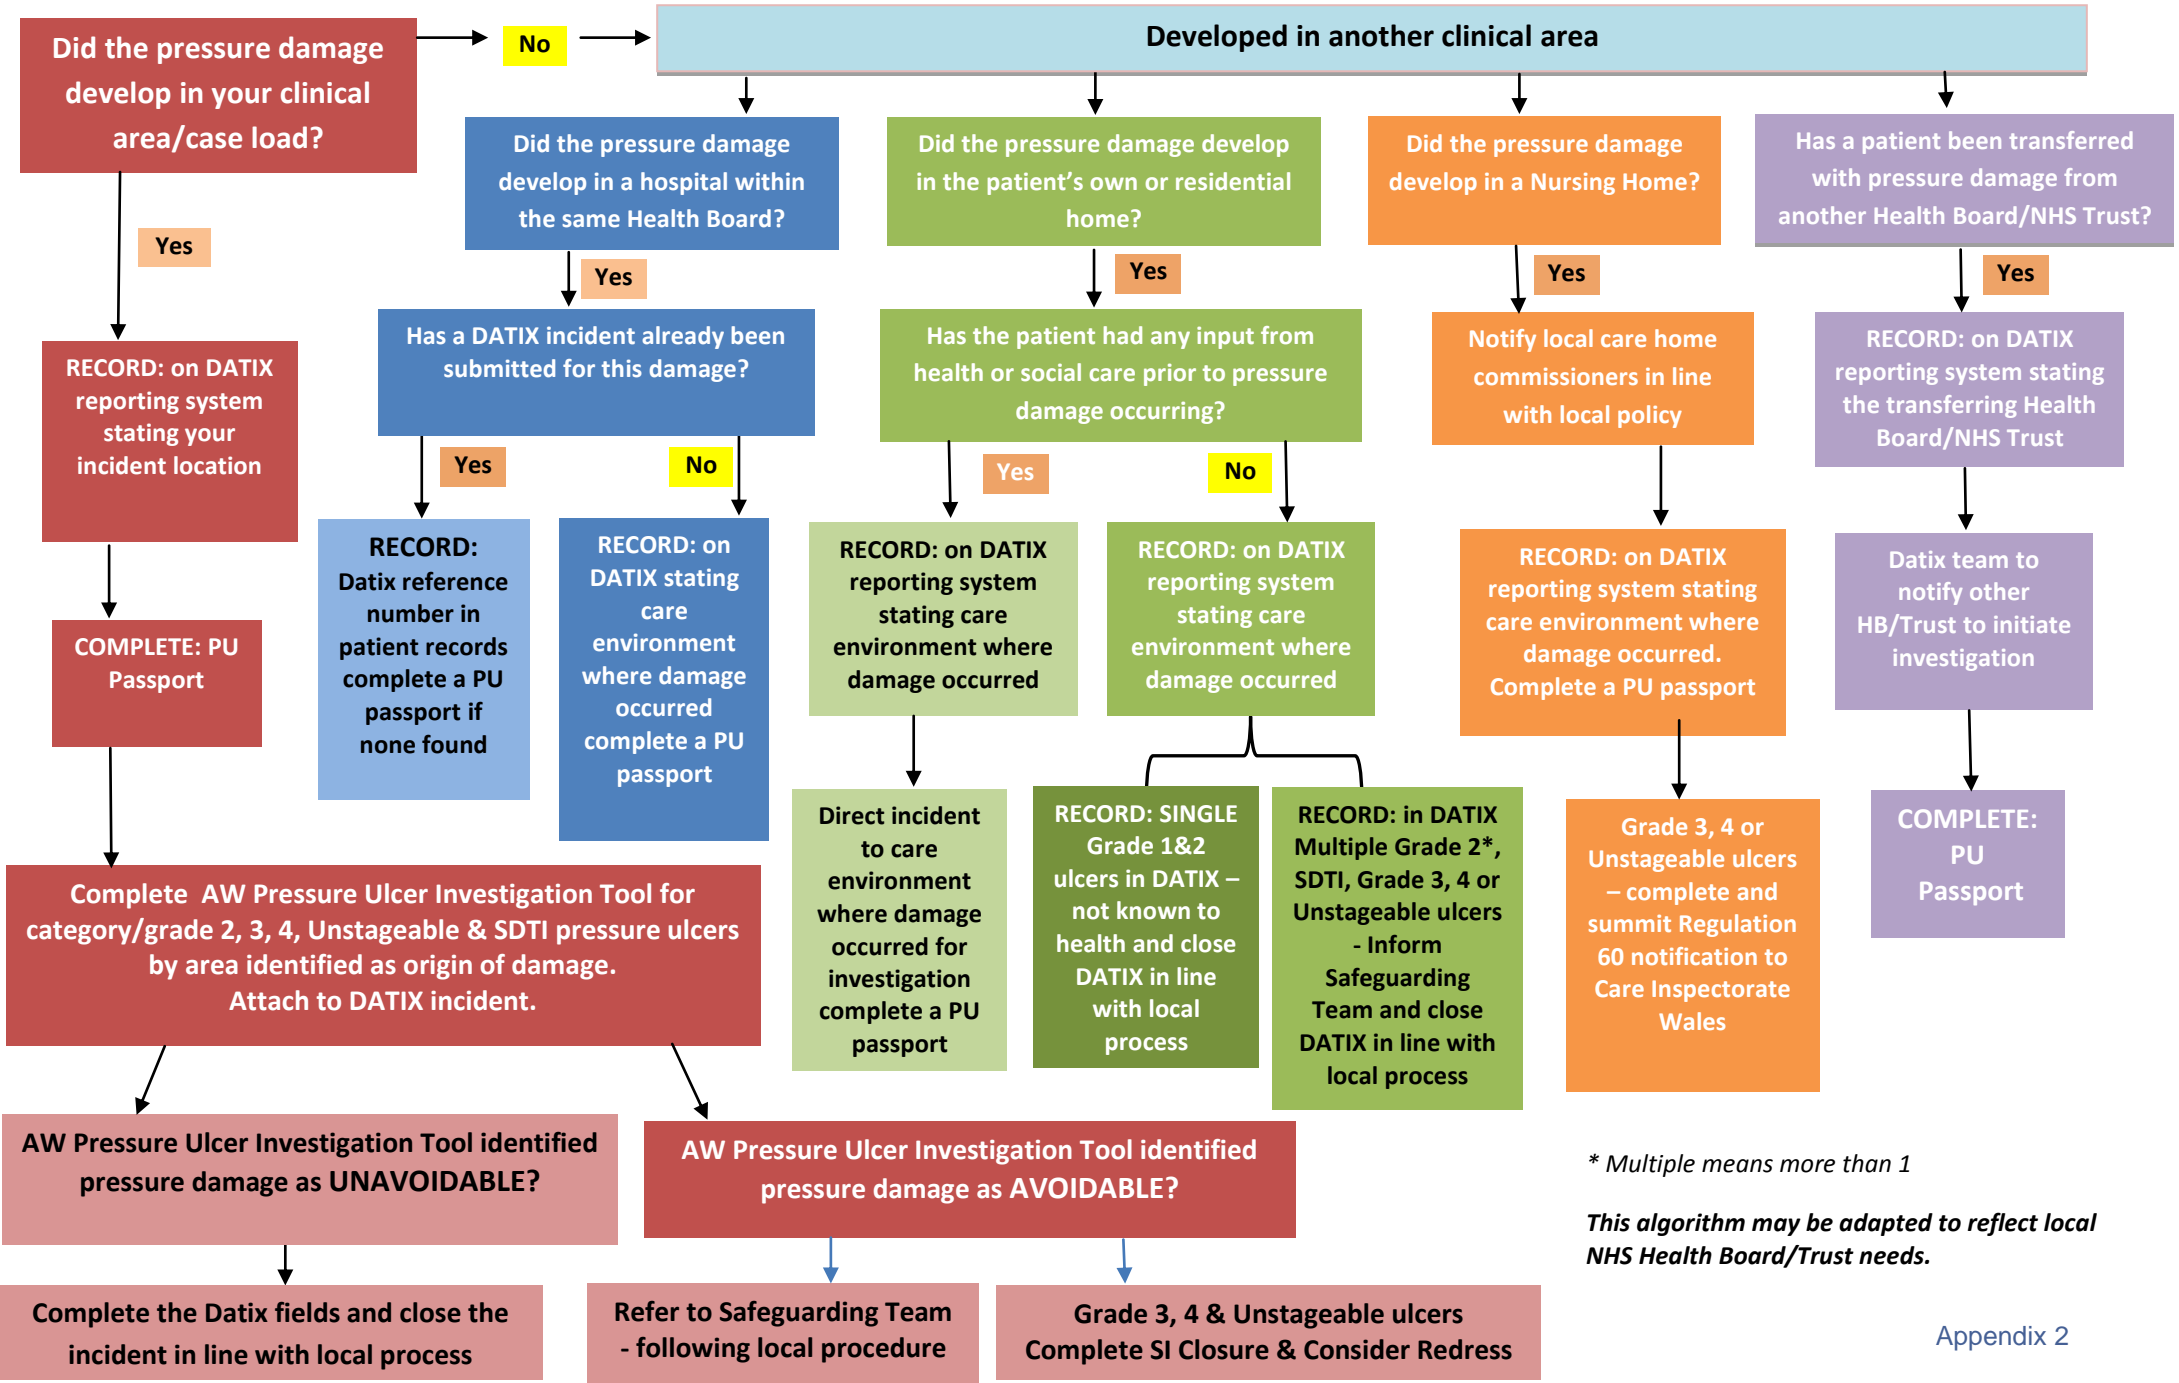 Did the pressure damage
develop in your clinical
area/case load?
No
Developed in another clinical area
Yes
RECORD: on DATIX
reporting system
stating your
incident location
COMPLETE: PU
Passport
Complete AW Pressure Ulcer Investigation Tool for
category/grade 2, 3, 4, Unstageable & SDTI pressure ulcers
by area identified as origin of damage.
Attach to DATIX incident.
AW Pressure Ulcer Investigation Tool identified
pressure damage as UNAVOIDABLE?
Complete the Datix fields and close the
incident in line with local process
AW Pressure Ulcer Investigation Tool identified
pressure damage as AVOIDABLE?
Refer to Safeguarding Team
- following local procedure
Grade 3, 4 & Unstageable ulcers
Complete SI Closure & Consider Redress
Did the pressure damage
develop in a hospital within
the same Health Board?
Yes
Has a DATIX incident already been
submitted for this damage?
Yes
No
RECORD:
Datix reference
number in
patient records
complete a PU
passport if
none found
RECORD: on
DATIX stating
care
environment
where damage
occurred
complete a PU
passport
Did the pressure damage develop
in the patient’s own or residential
home?
Yes
Has the patient had any input from
health or social care prior to pressure
damage occurring?
Yes
No
RECORD: on DATIX
reporting system
stating care
environment where
damage occurred
Direct incident
to care
environment
where damage
occurred for
investigation
complete a PU
passport
RECORD: on DATIX
reporting system
stating care
environment where
damage occurred
RECORD: SINGLE
Grade 1&2
ulcers in DATIX –
not known to
health and close
DATIX in line
with local
process
RECORD: in DATIX
Multiple Grade 2*,
SDTI, Grade 3, 4 or
Unstageable ulcers
- Inform
Safeguarding
Team and close
DATIX in line with
local process
Did the pressure damage
develop in a Nursing Home?
Yes
Notify local care home
commissioners in line
with local policy
RECORD: on DATIX
reporting system stating
care environment where
damage occurred.
Complete a PU passport
Grade 3, 4 or
Unstageable ulcers
– complete and
summit Regulation
60 notification to
Care Inspectorate
Wales
Has a patient been transferred
with pressure damage from
another Health Board/NHS Trust?
Yes
RECORD: on DATIX
reporting system stating
the transferring Health
Board/NHS Trust
Datix team to
notify other
HB/Trust to initiate
investigation
COMPLETE:
PU
Passport
* Multiple means more than 1
This algorithm may be adapted to reflect local
NHS Health Board/Trust needs.
Appendix 2